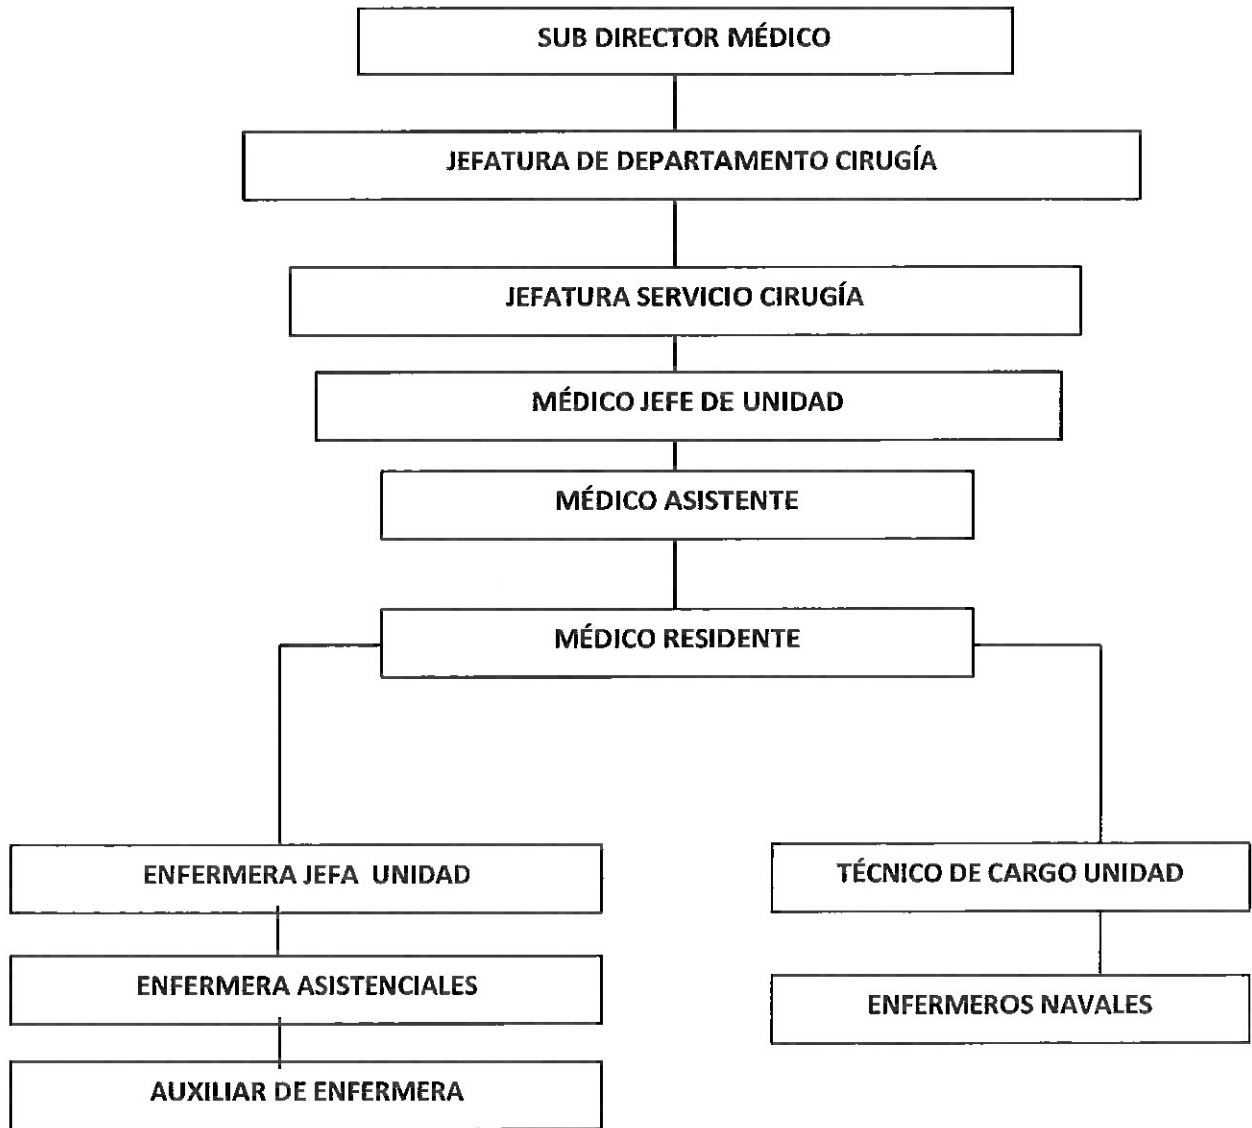 SUB DIRECTOR MÉDICO
JEFATURA DE DEPARTAMENTO CIRUGÍA
JEFATURA SERVICIO CIRUGÍA
MÉDICO JEFE DE UNIDAD
MÉDICO ASISTENTE
MÉDICO RESIDENTE
ENFERMERA JEFA UNIDAD
TÉCNICO DE CARGO UNIDAD
ENFERMERA ASISTENCIALES
ENFERMEROS NAVALES
AUXILIAR DE ENFERMERA